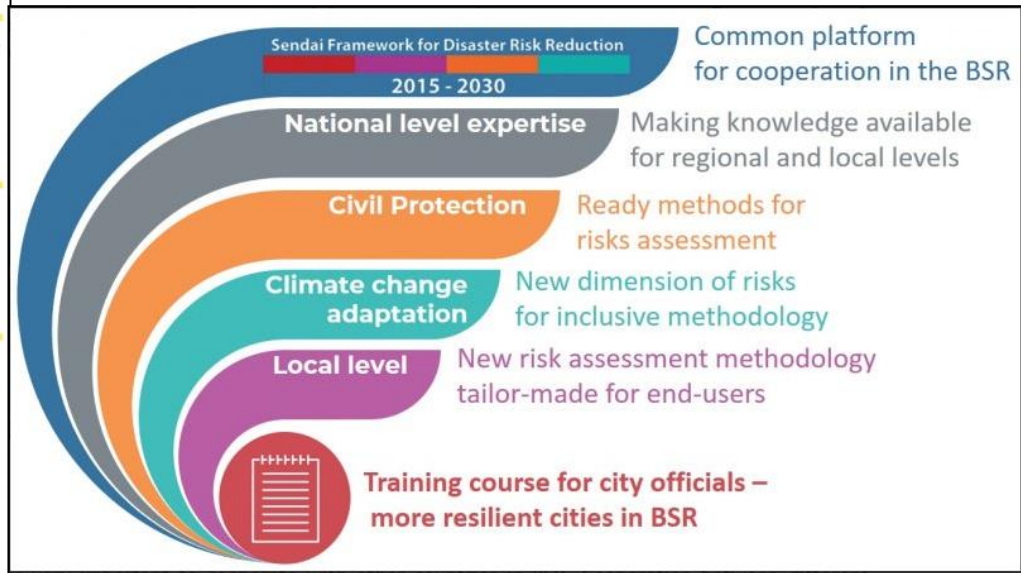 Sendai Framework for Disaster Risk Reduction
2015 - 2030
Common platform
for cooperation in the BSR
National level expertise
Making knowledge available
for regional and local levels
Civil Protection
Ready methods for
risks assessment
Climate change
adaptation
New dimension of risks
for inclusive methodology
Local level
New risk assessment methodology
tailor-made for end-users
Training course for city officials –
more resilient cities in BSR